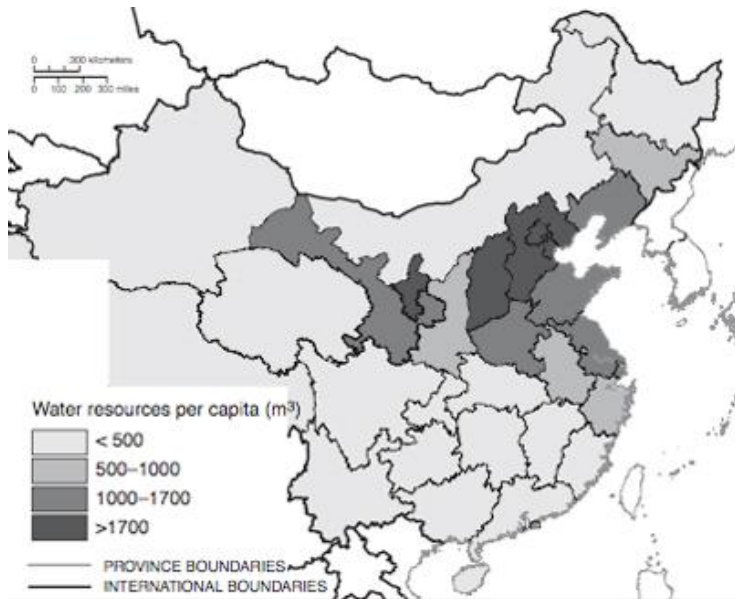 0 300 kilometers
0 100 200 300 miles
Water resources per capita (m³)
< 500
500–1000
1000–1700
>1700
PROVINCE BOUNDARIES
INTERNATIONAL BOUNDARIES